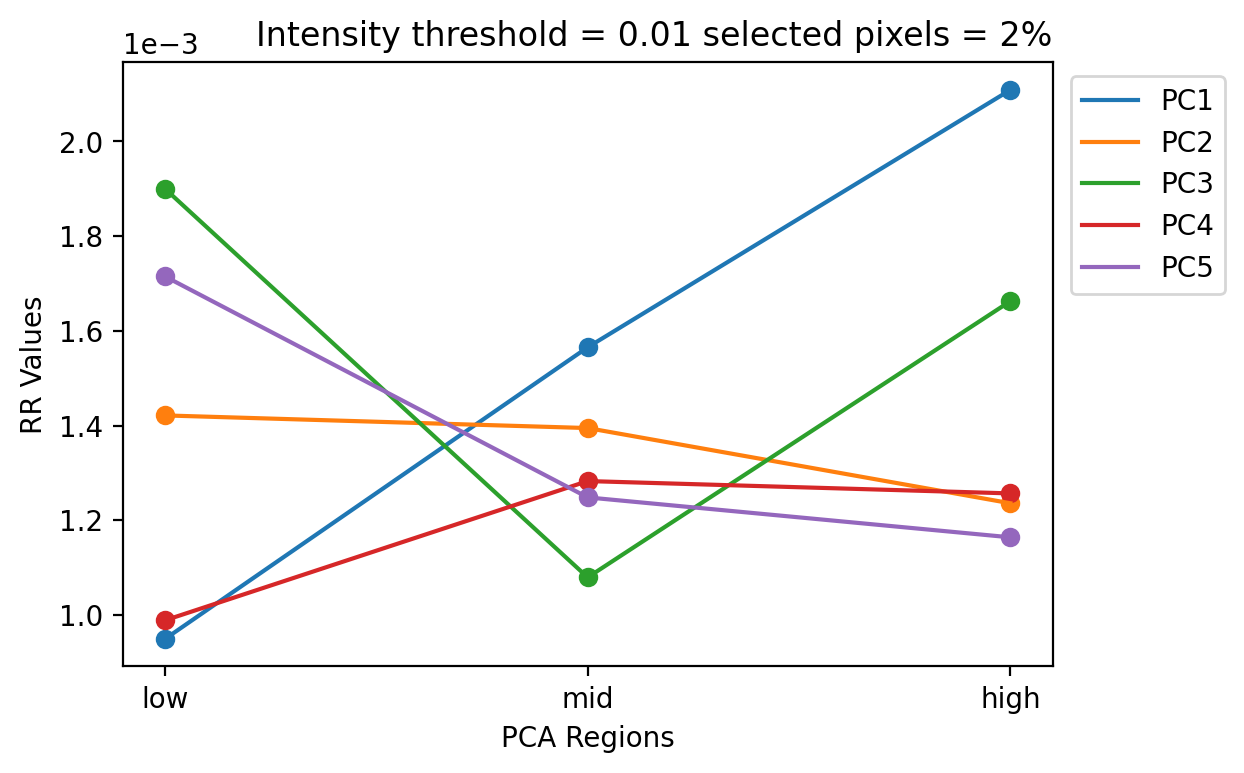 Intensity threshold = 0.01 selected pixels = 2%
1e−3
2.0
1.8
1.6
1.4
1.2
1.0
RR Values
low mid high
PCA Regions
PC1
PC2
PC3
PC4
PC5